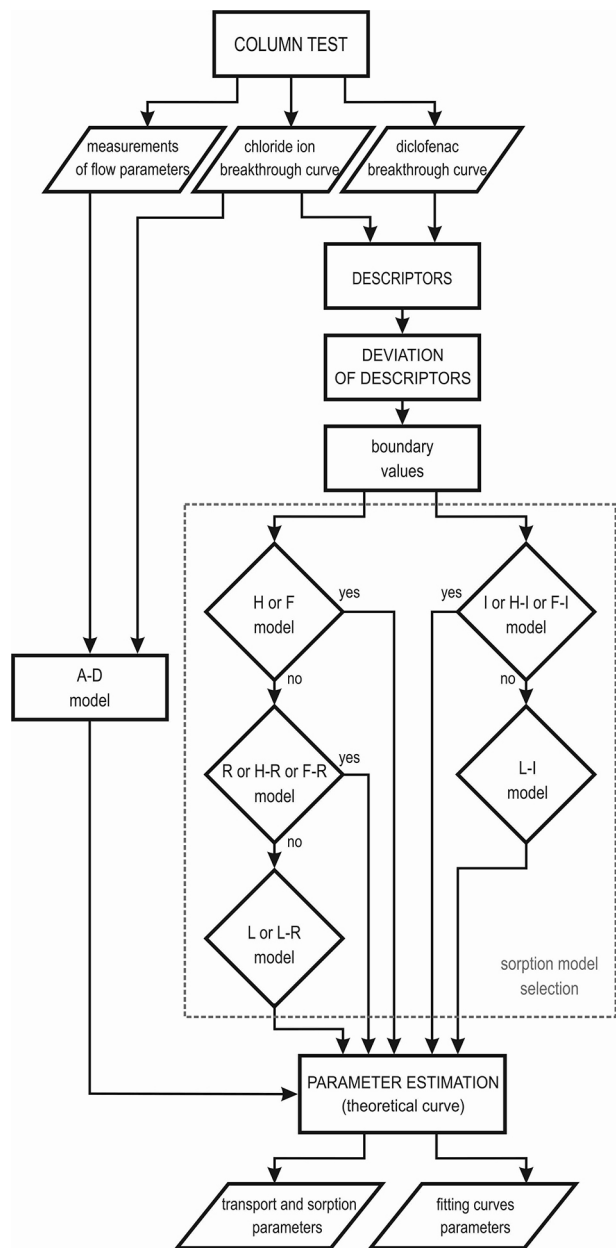 COLUMN TEST
measurements
of flow parameters
chloride ion
breakthrough curve
diclofenac
breakthrough curve
DESCRIPTORS
DEVIATION
OF DESCRIPTORS
boundary
values
H or F
model
yes
no
yes
I or H-I or F-I
model
no
A-D
model
R or H-R or F-R
model
yes
no
L-I
model
L or L-R
model
sorption model
selection
PARAMETER ESTIMATION
(theoretical curve)
transport and sorption
parameters
fitting curves
parameters